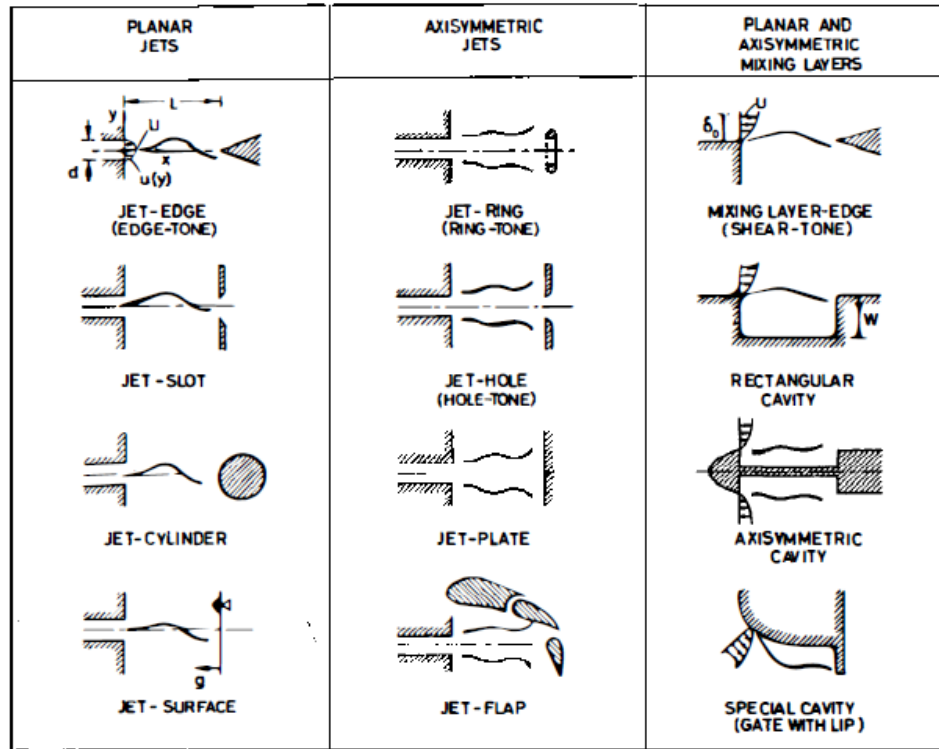 PLANAR
JETS
AXISYMMETRIC
JETS
PLANAR AND
AXISYMMETRIC
MIXING LAYERS
y
L
U
x
d
u(y)
JET-EDGE
(EDGE-TONE)
JET-RING
(RING-TONE)
U
δ₀
MIXING LAYER-EDGE
(SHEAR-TONE)
JET-SLOT
JET-HOLE
(HOLE-TONE)
W
RECTANGULAR
CAVITY
JET-CYLINDER
JET-PLATE
AXISYMMETRIC
CAVITY
g
JET-SURFACE
JET-FLAP
SPECIAL CAVITY
(GATE WITH LIP)